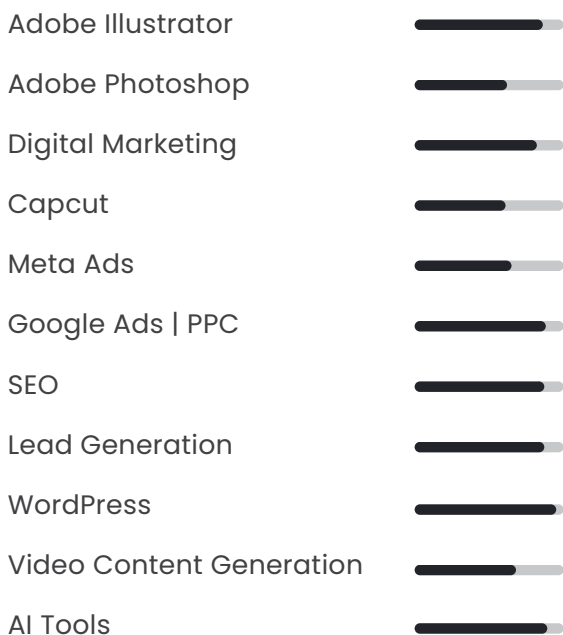 Adobe Illustrator
Adobe Photoshop
Digital Marketing
Capcut
Meta Ads
Google Ads | PPC
SEO
Lead Generation
WordPress
Video Content Generation
AI Tools